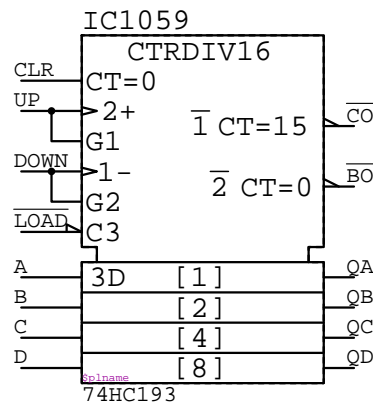 IC1059
CTRDIV16
CLR CT=0
UP 2+
1 CT=15 CO
G1
DOWN 1-
2 CT=0 BO
G2
LOAD C3
A 3D [1] QA
B [2] QB
C [4] QC
D [8] QD
$plname
74HC193